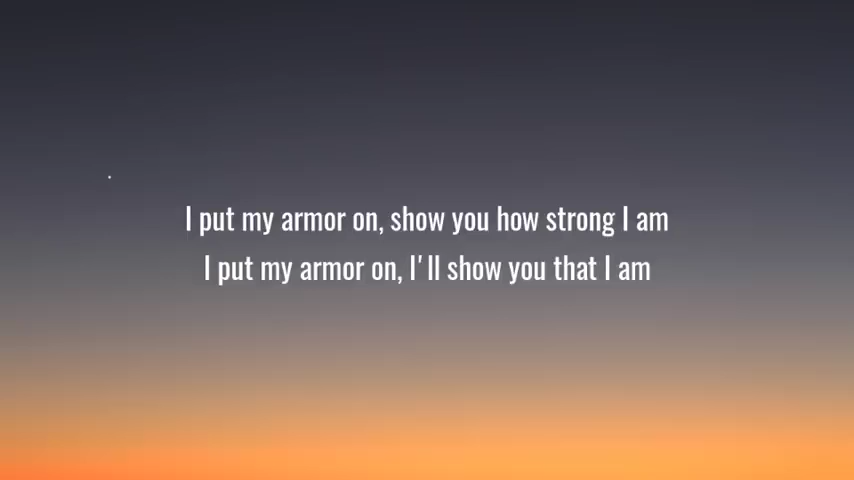 I put my armor on, show you how strong I am
I put my armor on, I'll show you that I am